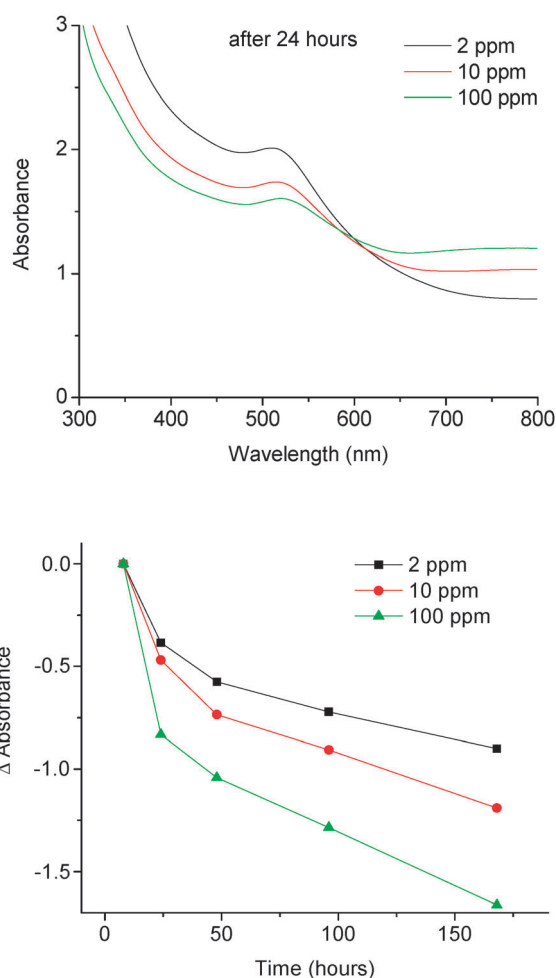 3
after 24 hours
2 ppm
10 ppm
100 ppm
2
Absorbance
1
0
300 400 500 600 700 800
Wavelength (nm)
0.0
2 ppm
10 ppm
100 ppm
-0.5
Δ Absorbance
-1.0
-1.5
0 50 100 150
Time (hours)